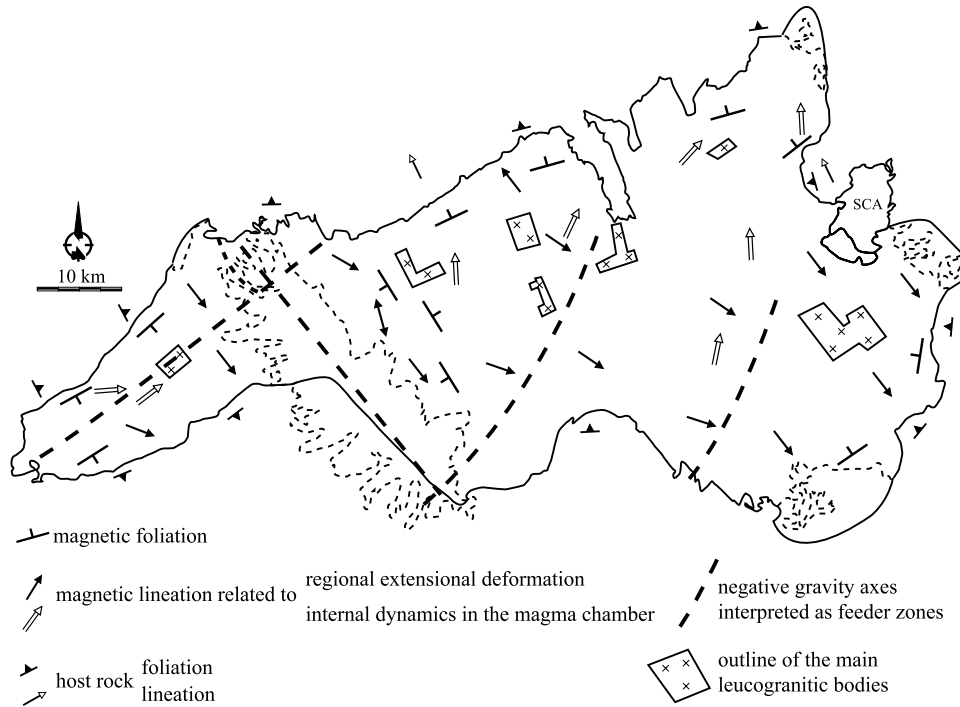 SCA
10 km
magnetic foliation
magnetic lineation related to
regional extensional deformation
internal dynamics in the magma chamber
host rock
foliation
lineation
negative gravity axes
interpreted as feeder zones
outline of the main
leucogranitic bodies